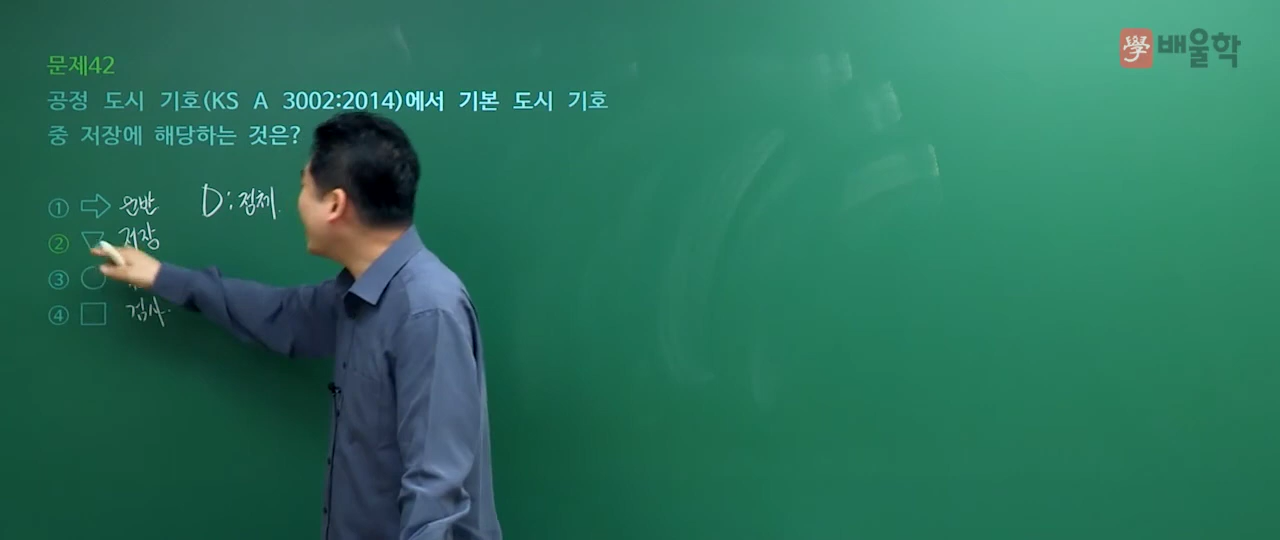 學 배울학
문제42
공정 도시 기호(KS A 3002:2014)에서 기본 도시 기호
중 저장에 해당하는 것은?
① 운반 D: 정체.
② 저장
③
④ 검사.